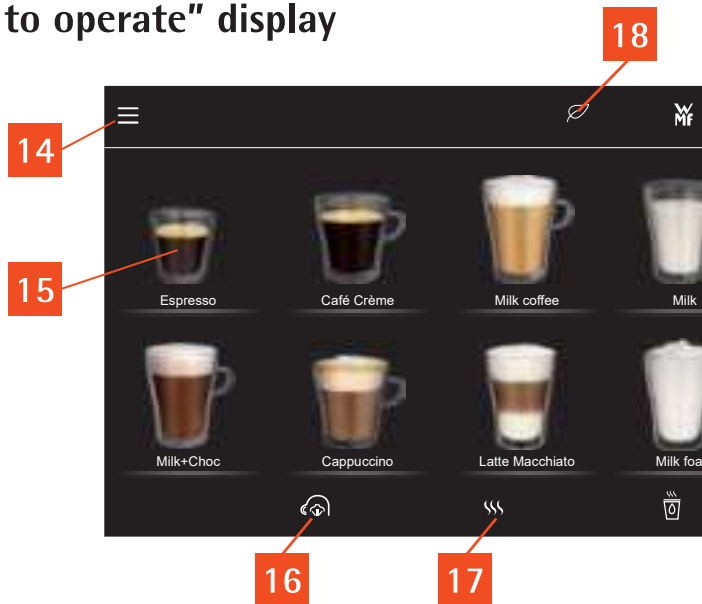 to operate" display
18
WMF
14
15
Espresso Café Crème Milk coffee Milk
Milk+Choc Cappuccino Latte Macchiato Milk foa
16 17